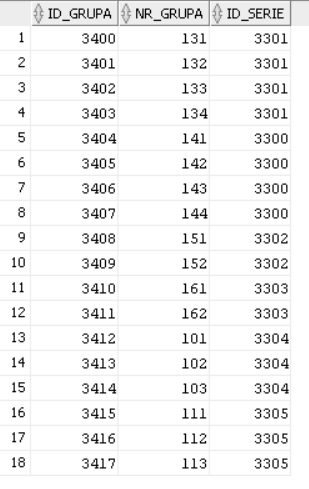 ID_GRUPA NR_GRUPA ID_SERIE
1 3400 131 3301
2 3401 132 3301
3 3402 133 3301
4 3403 134 3301
5 3404 141 3300
6 3405 142 3300
7 3406 143 3300
8 3407 144 3300
9 3408 151 3302
10 3409 152 3302
11 3410 161 3303
12 3411 162 3303
13 3412 101 3304
14 3413 102 3304
15 3414 103 3304
16 3415 111 3305
17 3416 112 3305
18 3417 113 3305